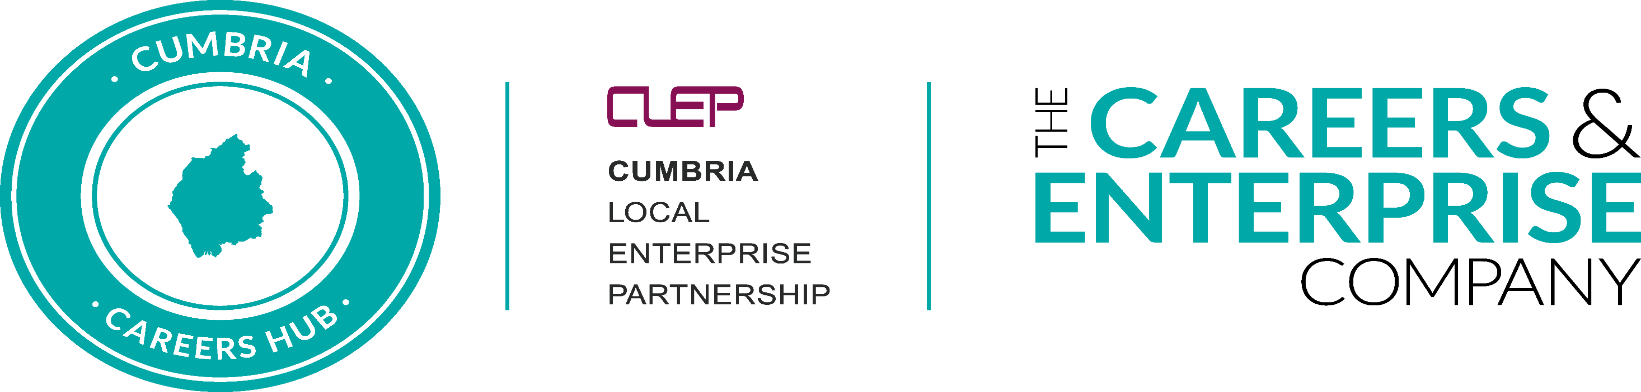 · CUMBRIA ·
· CAREERS HUB ·
CLEP
CUMBRIA
LOCAL
ENTERPRISE
PARTNERSHIP
THE CAREERS &
ENTERPRISE
COMPANY